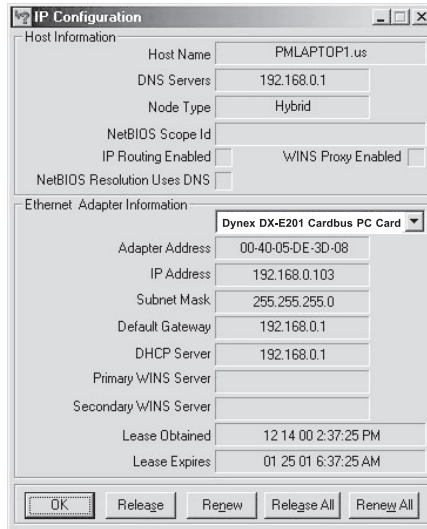 IP Configuration
Host Information
Host Name PMLAPTOP1.us
DNS Servers 192.168.0.1
Node Type Hybrid
NetBIOS Scope Id
IP Routing Enabled WINS Proxy Enabled
NetBIOS Resolution Uses DNS
Ethernet Adapter Information
Dynex DX-E201 Cardbus PC Card
Adapter Address 00-40-05-DE-3D-08
IP Address 192.168.0.103
Subnet Mask 255.255.255.0
Default Gateway 192.168.0.1
DHCP Server 192.168.0.1
Primary WINS Server
Secondary WINS Server
Lease Obtained 12 14 00 2:37:25 PM
Lease Expires 01 25 01 6:37:25 AM
OK Release Renew Release All Renew All